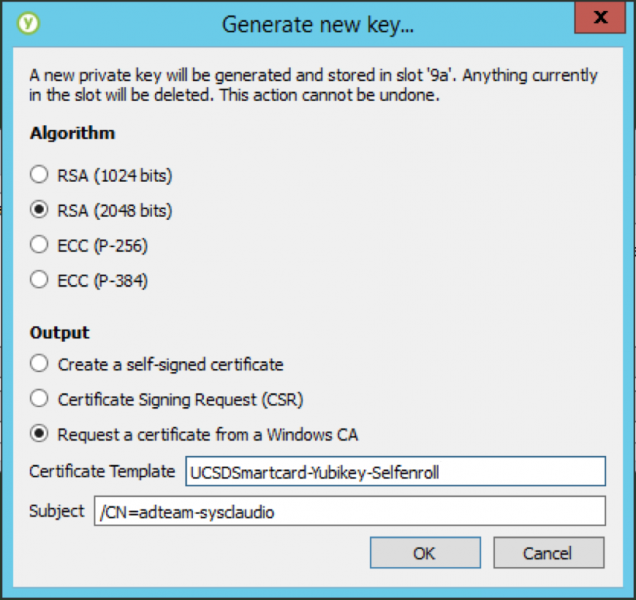 y
Generate new key...
x
A new private key will be generated and stored in slot '9a'. Anything currently
in the slot will be deleted. This action cannot be undone.
Algorithm
RSA (1024 bits)
RSA (2048 bits)
ECC (P-256)
ECC (P-384)
Output
Create a self-signed certificate
Certificate Signing Request (CSR)
Request a certificate from a Windows CA
Certificate Template UCSDSmartcard-Yubikey-Selfenroll
Subject /CN=adteam-sysclaudio
OK Cancel